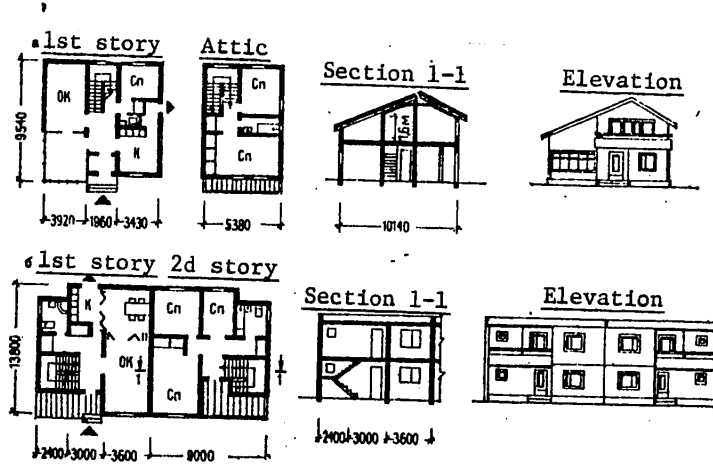 а 1st story Attic Section 1-1 Elevation
Сп Сп
ОК
1,6м
К
Сп
9540
3920 1960 3430 5380 10140
б 1st story 2d story Section 1-1 Elevation
К Сп Сп
ОК
1 1
Сп
13800
2400 3000 3600 9000 2400 3000 3600